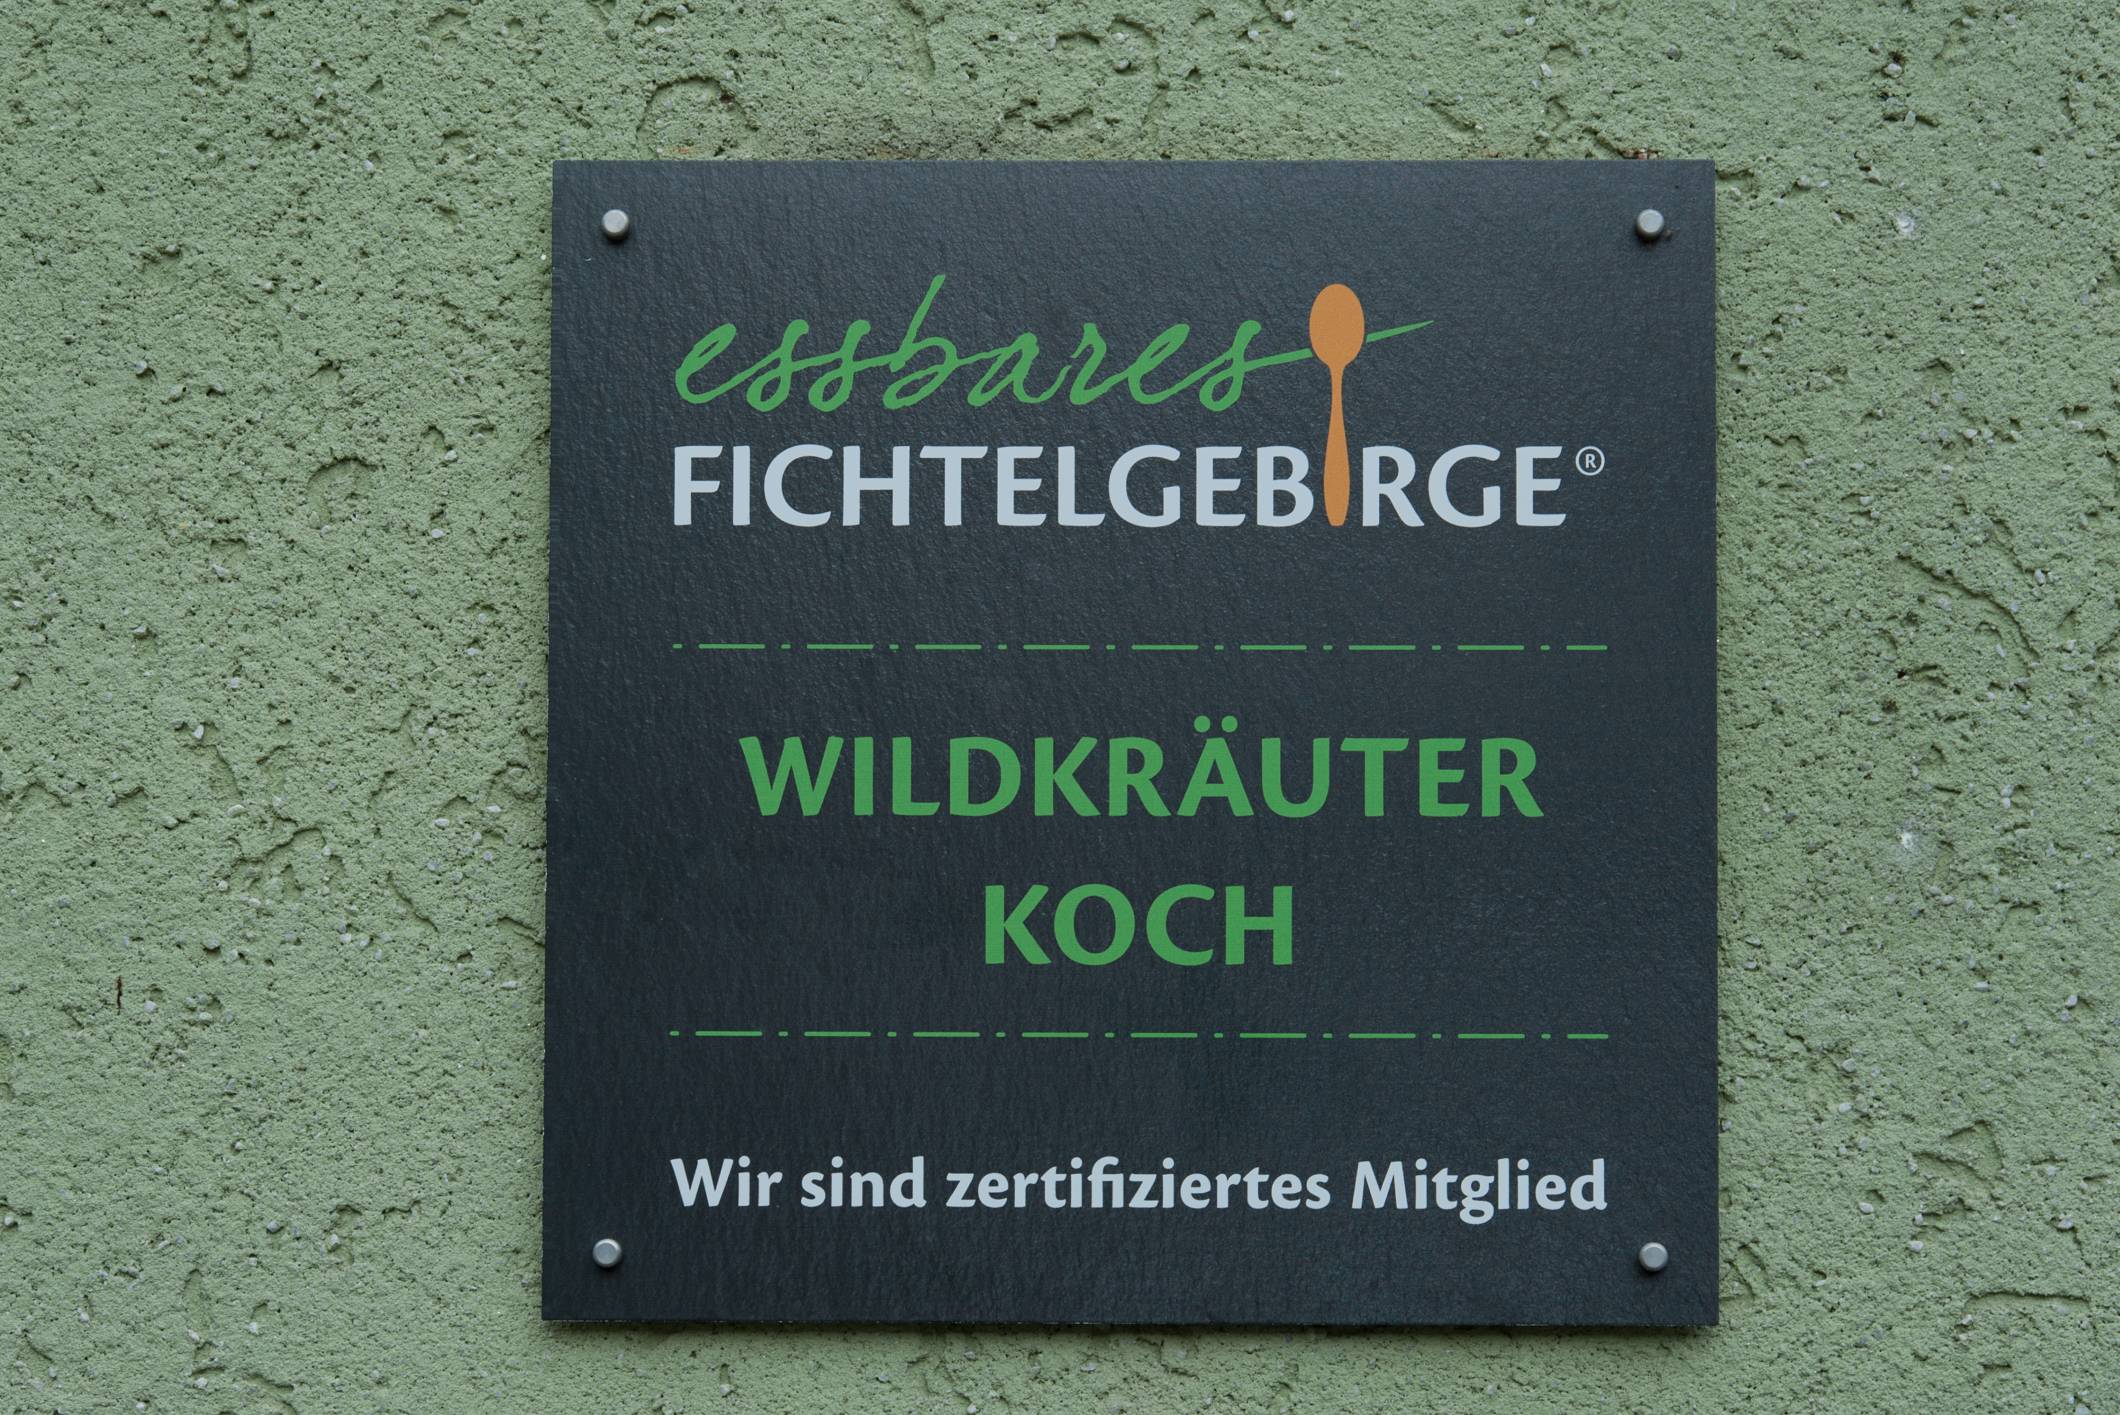 essbares
FICHTELGEBIRGE®
WILDKRÄUTER
KOCH
Wir sind zertifiziertes Mitglied